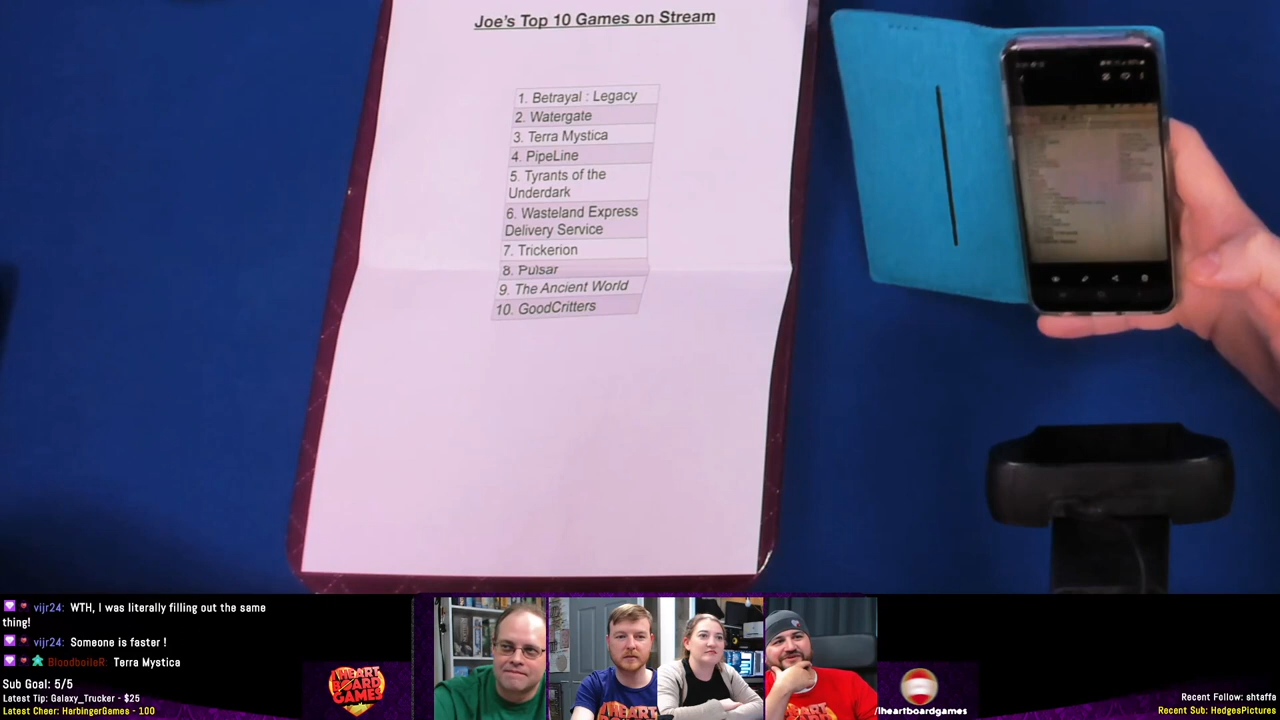 Joe's Top 10 Games on Stream
1. Betrayal : Legacy
2. Watergate
3. Terra Mystica
4. PipeLine
5. Tyrants of the
Underdark
6. Wasteland Express
Delivery Service
7. Trickerion
8. Pulsar
9. The Ancient World
10. GoodCritters
vijr24: WTH, I was literally filling out the same
thing!
vijr24: Someone is faster !
BloodboileR: Terra Mystica
Sub Goal: 5/5
Latest Tip: Galaxy_Trucker - $25
Latest Cheer: HarbingerGames - 100
I HEART
BOARD
GAMES
I HEART
I HEART
/iheartboardgames
Recent Follow: shtaffa
Recent Sub: HedgesPictures